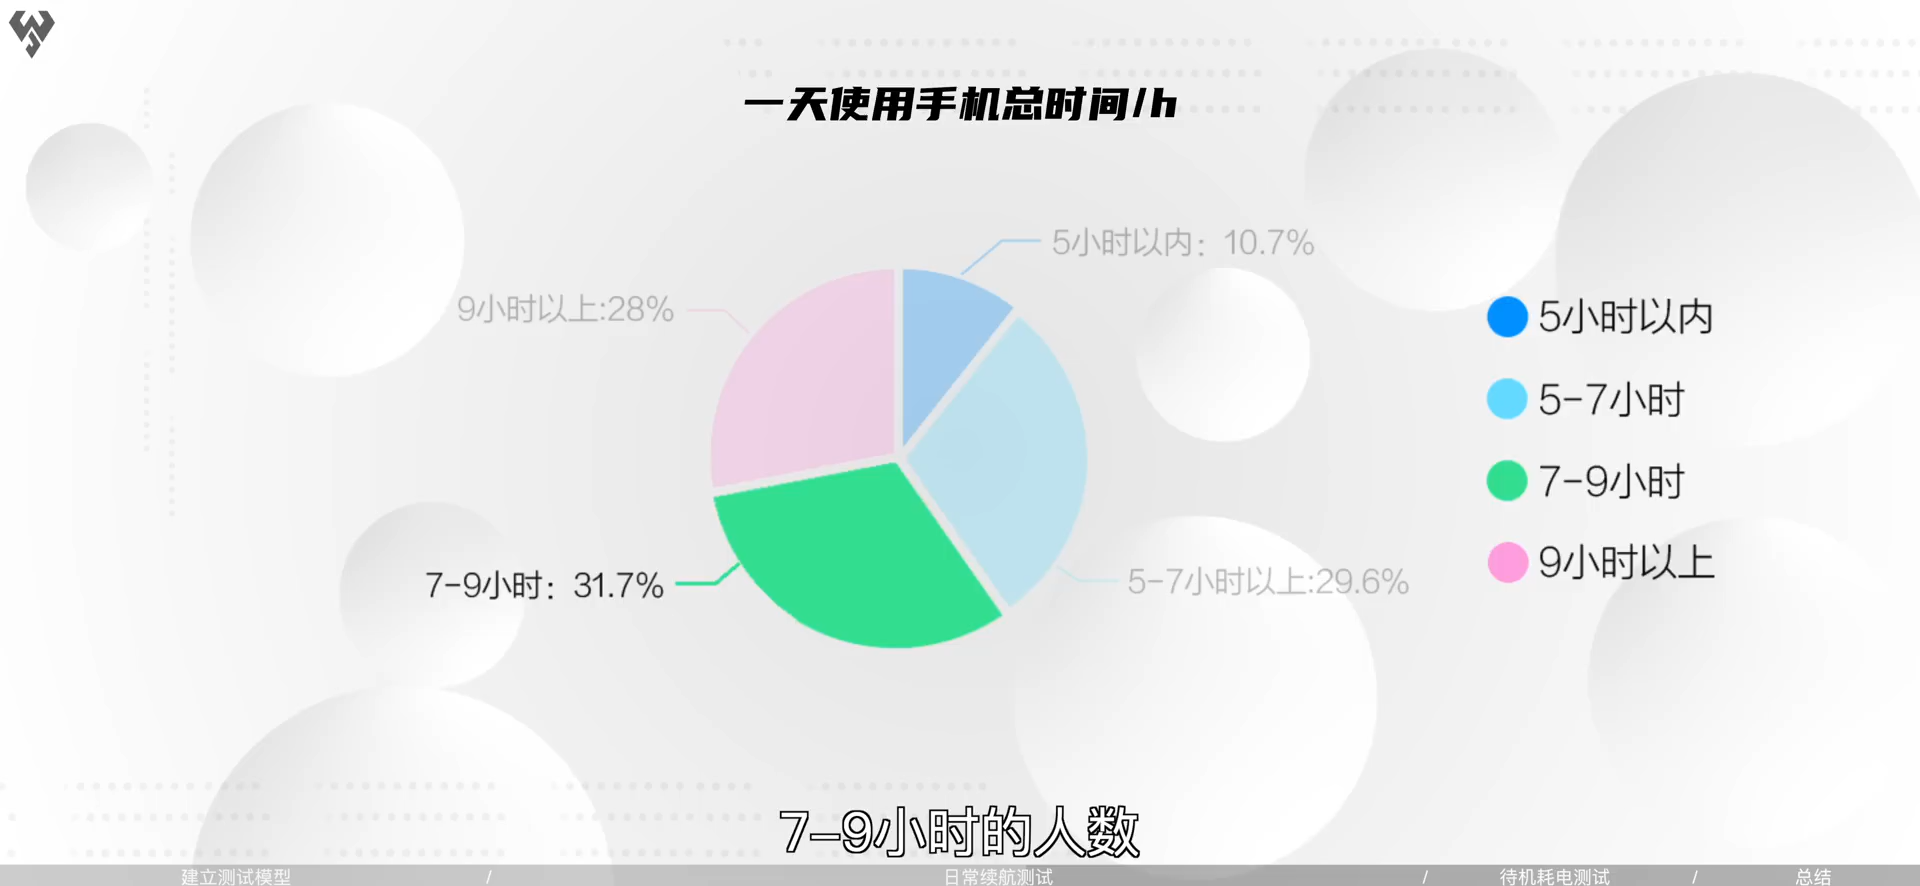 一天使用手机总时间/h
5小时以内：10.7%
9小时以上:28%
7-9小时：31.7%
5-7小时以上:29.6%
5小时以内
5-7小时
7-9小时
9小时以上
7-9小时的人数
建立测试模型 / 日常续航测试 / 待机耗电测试 / 总结